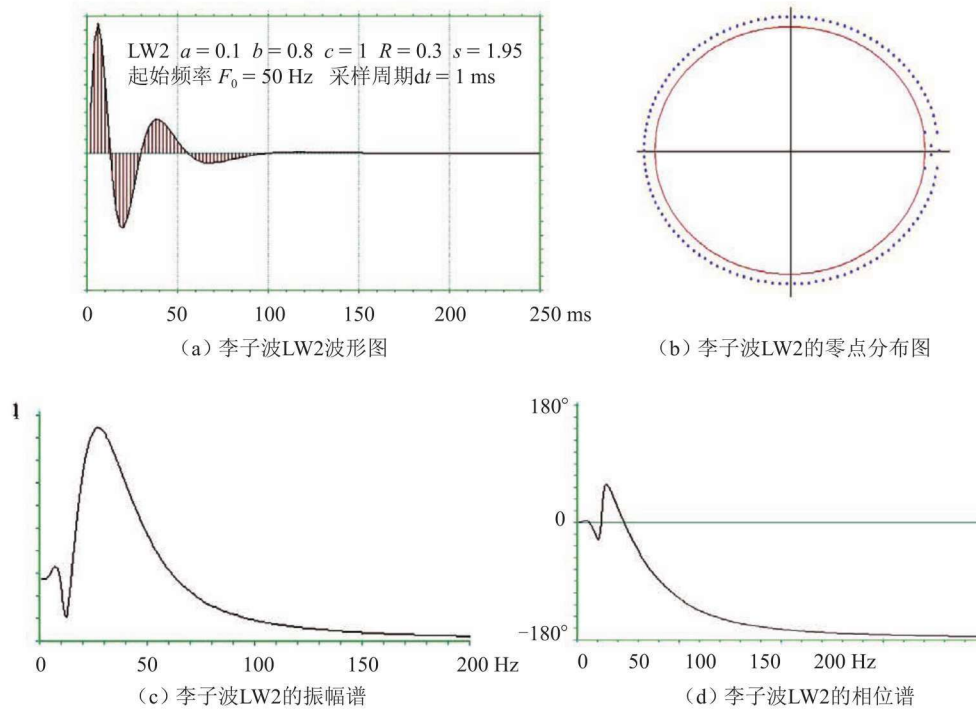 LW2 a = 0.1 b = 0.8 c = 1 R = 0.3 s = 1.95
起始频率 F₀ = 50 Hz 采样周期dt = 1 ms
0 50 100 150 200 250 ms
(a) 李子波LW2波形图
(b) 李子波LW2的零点分布图
1
0 50 100 150 200 Hz
(c) 李子波LW2的振幅谱
180°
0
−180°
0 50 100 150 200 Hz
(d) 李子波LW2的相位谱